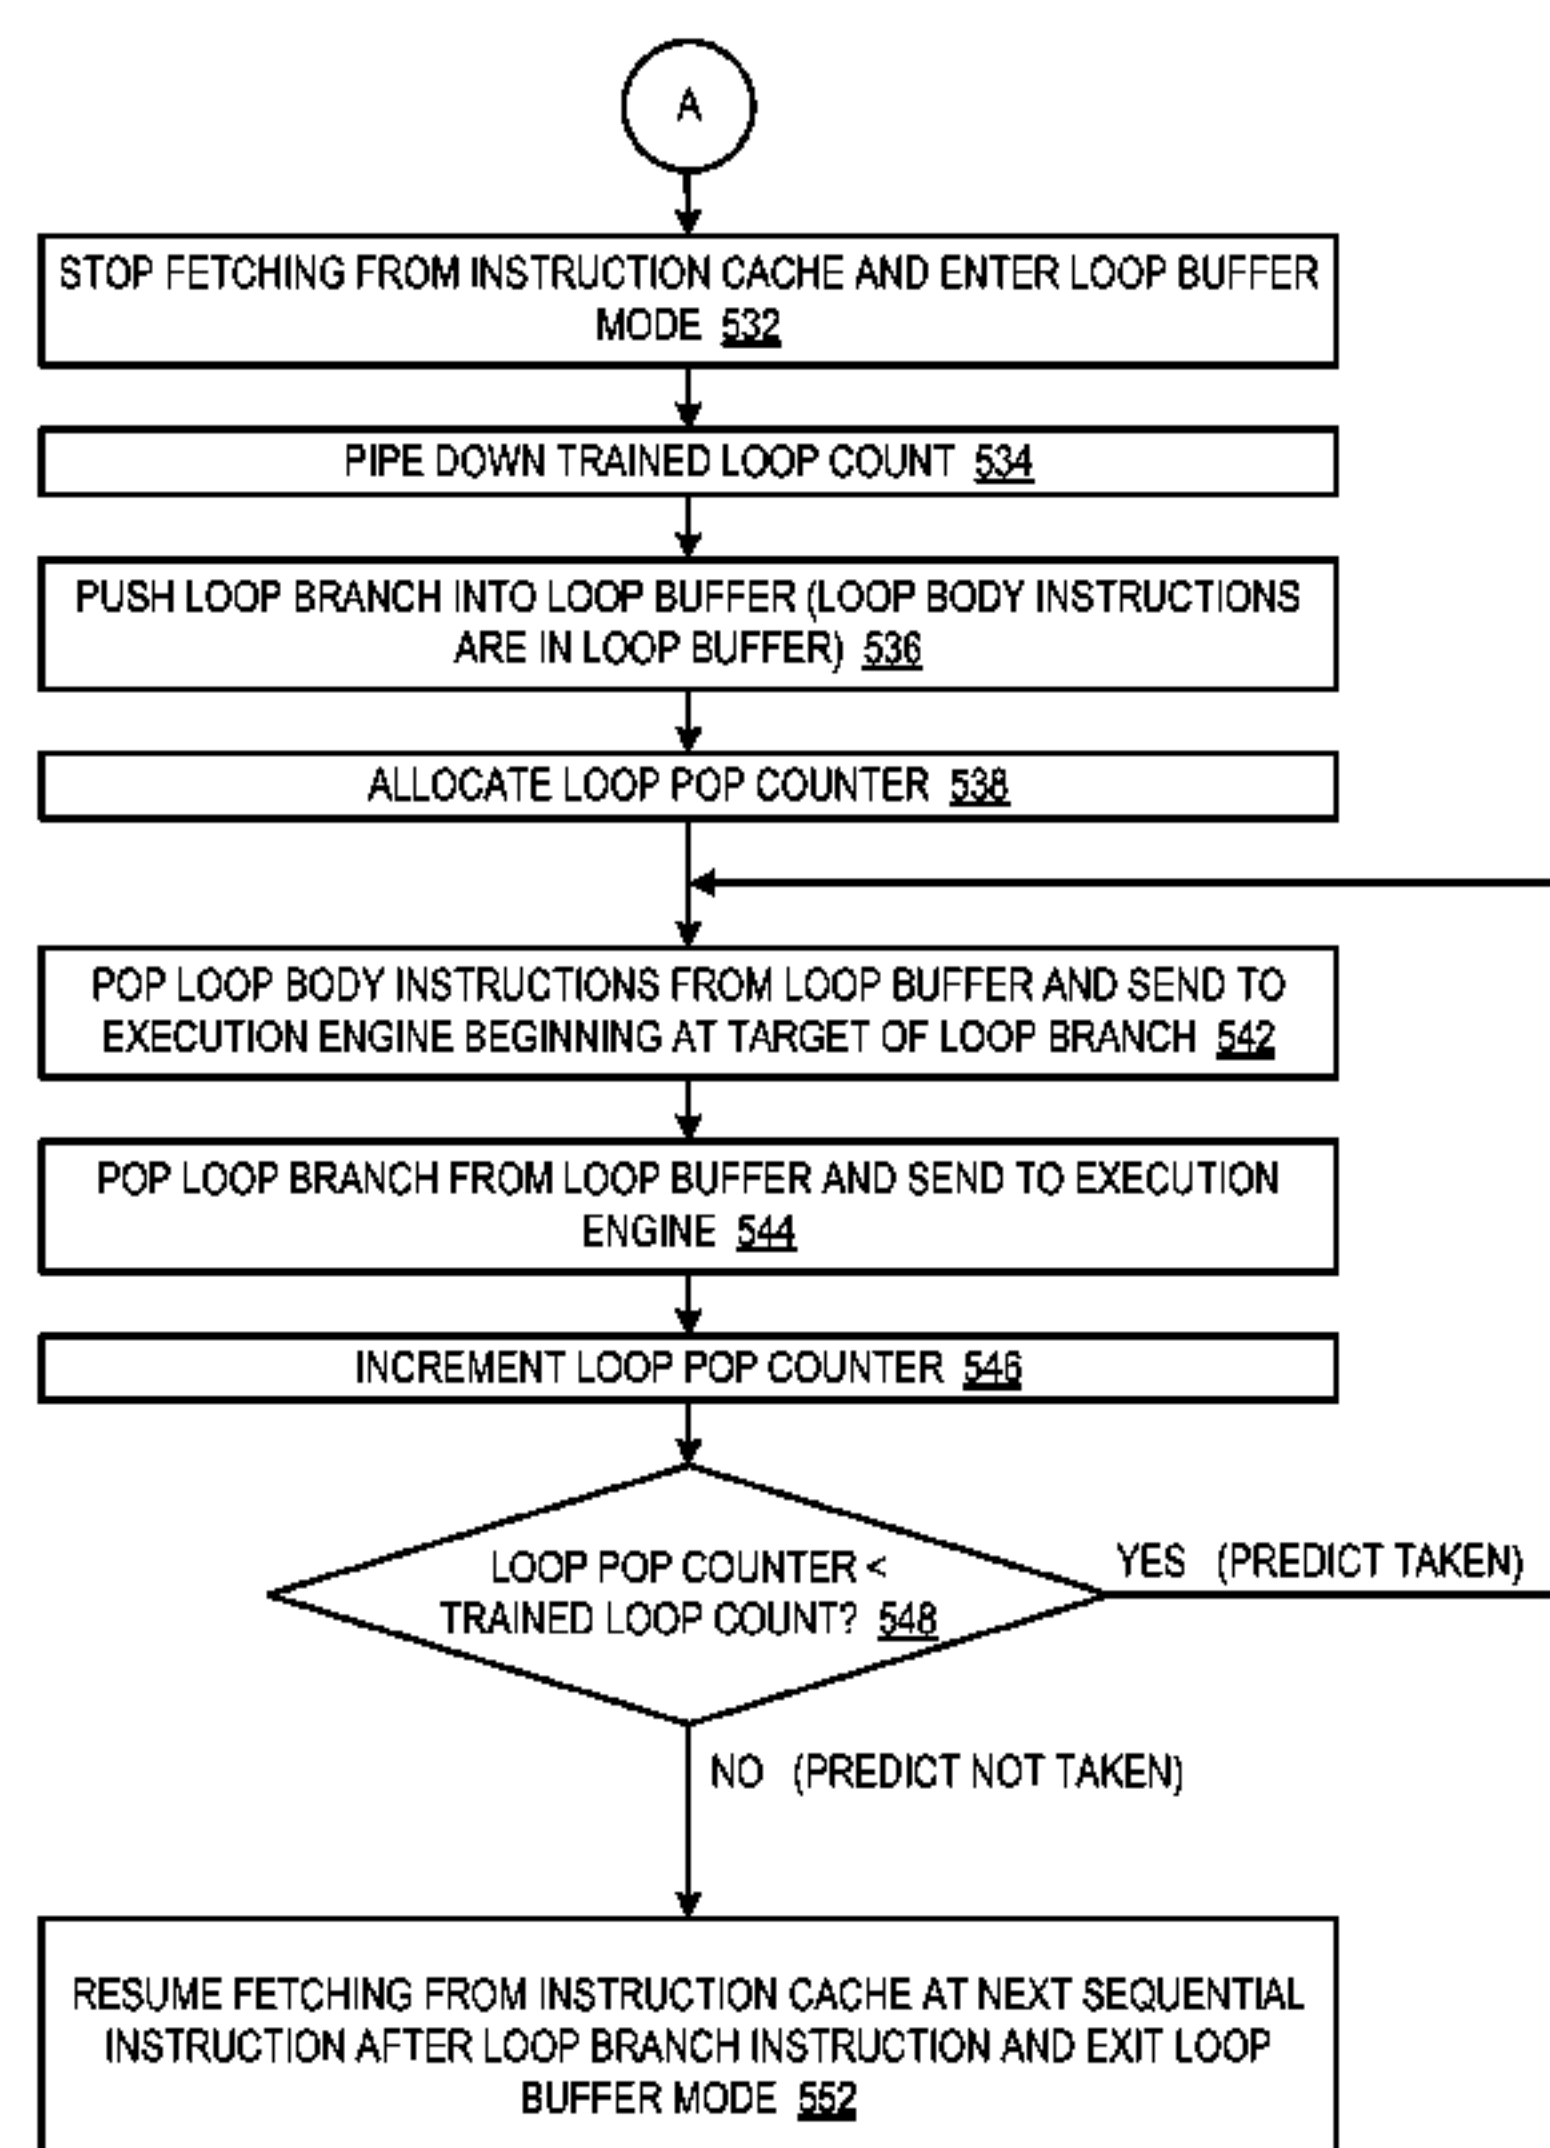 A
STOP FETCHING FROM INSTRUCTION CACHE AND ENTER LOOP BUFFER
MODE 532
PIPE DOWN TRAINED LOOP COUNT 534
PUSH LOOP BRANCH INTO LOOP BUFFER (LOOP BODY INSTRUCTIONS
ARE IN LOOP BUFFER) 536
ALLOCATE LOOP POP COUNTER 538
POP LOOP BODY INSTRUCTIONS FROM LOOP BUFFER AND SEND TO
EXECUTION ENGINE BEGINNING AT TARGET OF LOOP BRANCH 542
POP LOOP BRANCH FROM LOOP BUFFER AND SEND TO EXECUTION
ENGINE 544
INCREMENT LOOP POP COUNTER 546
LOOP POP COUNTER <
TRAINED LOOP COUNT? 548
YES (PREDICT TAKEN)
NO (PREDICT NOT TAKEN)
RESUME FETCHING FROM INSTRUCTION CACHE AT NEXT SEQUENTIAL
INSTRUCTION AFTER LOOP BRANCH INSTRUCTION AND EXIT LOOP
BUFFER MODE 552